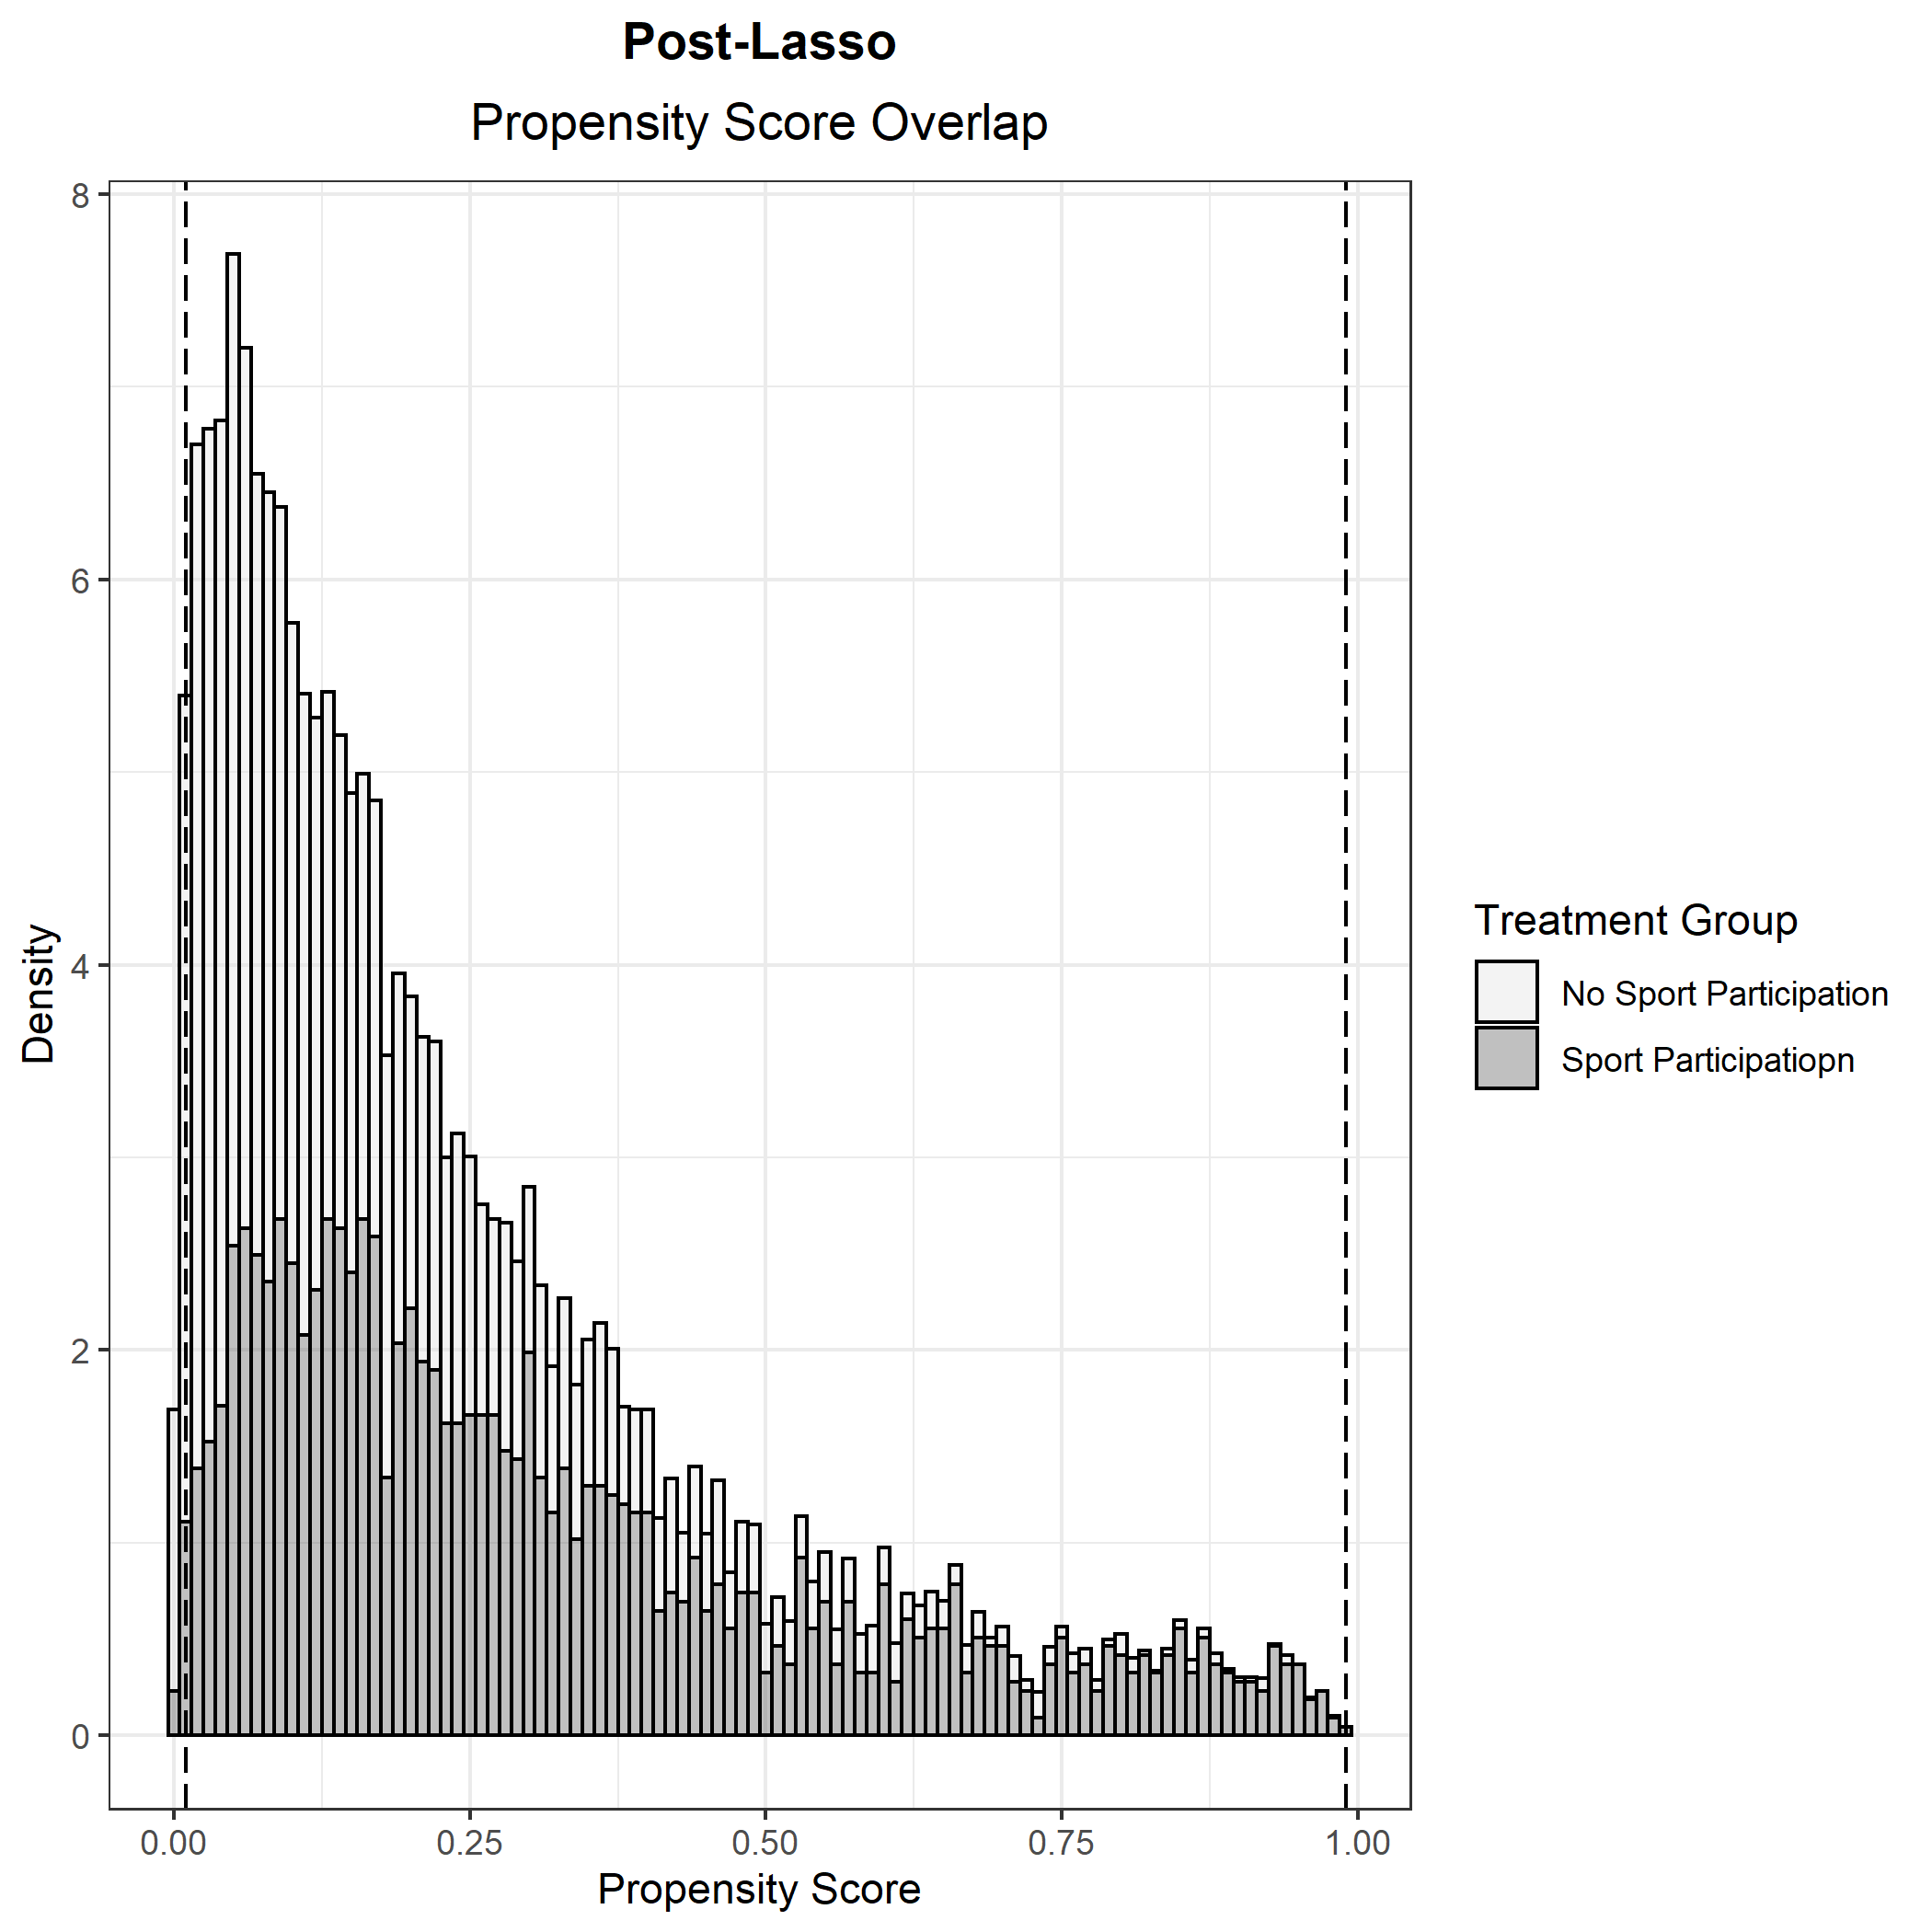 Post-Lasso
Propensity Score Overlap
8
6
4
2
0
Density
0.00
0.25
0.50
0.75
1.00
Propensity Score
Treatment Group
No Sport Participation
Sport Participatiopn